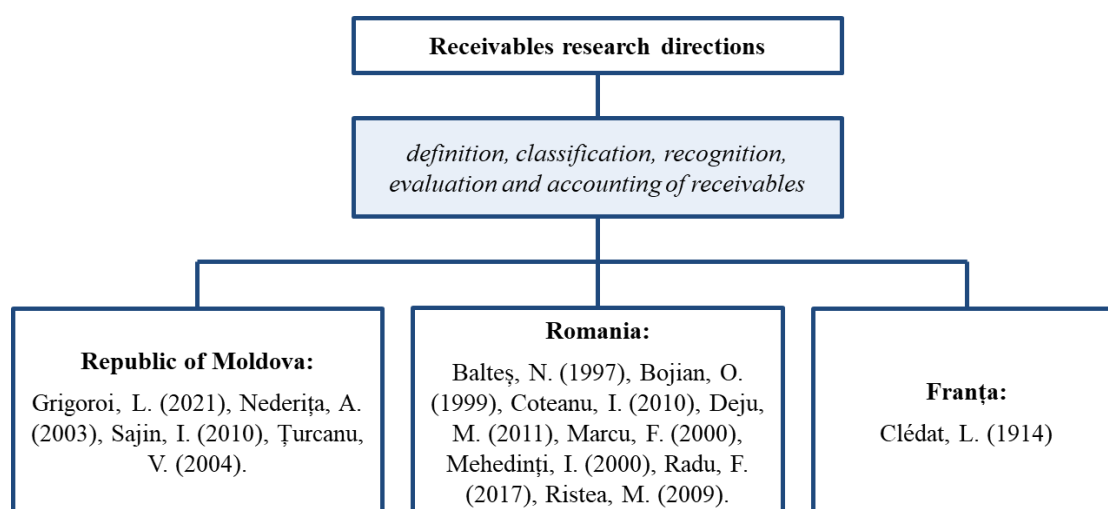 Receivables research directions
definition, classification, recognition,
evaluation and accounting of receivables
Republic of Moldova:
Grigoroi, L. (2021), Nederița, A.
(2003), Sajin, I. (2010), Țurcanu,
V. (2004).
Romania:
Balteș, N. (1997), Bojian, O.
(1999), Coteanu, I. (2010), Deju,
M. (2011), Marcu, F. (2000),
Mehedinți, I. (2000), Radu, F.
(2017), Ristea, M. (2009).
Franța:
Clédat, L. (1914)